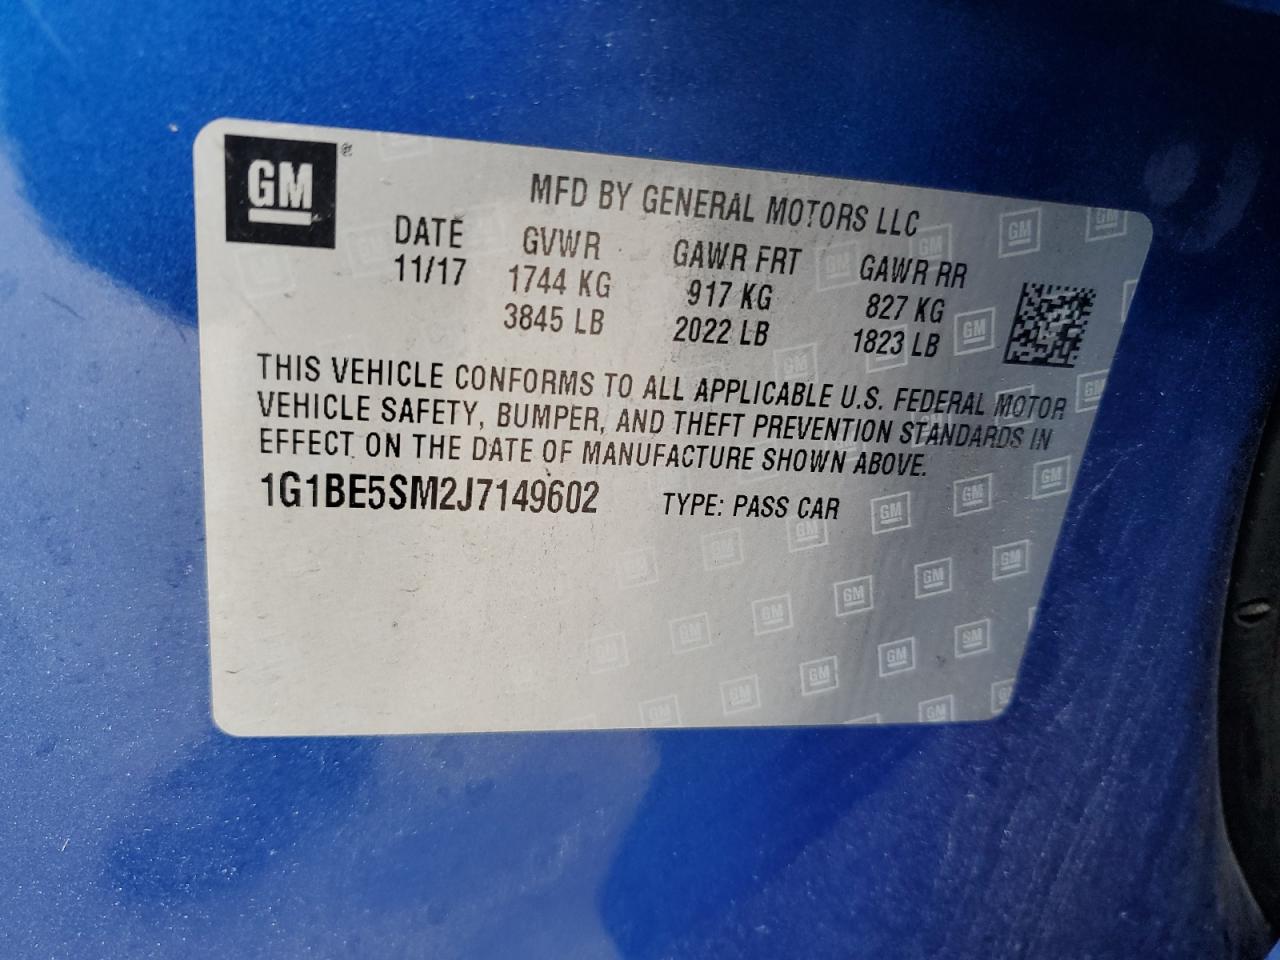 GM®
MFD BY GENERAL MOTORS LLC
DATE GVWR GAWR FRT GAWR RR
11/17 1744 KG 917 KG 827 KG
3845 LB 2022 LB 1823 LB
THIS VEHICLE CONFORMS TO ALL APPLICABLE U.S. FEDERAL MOTOR
VEHICLE SAFETY, BUMPER, AND THEFT PREVENTION STANDARDS IN
EFFECT ON THE DATE OF MANUFACTURE SHOWN ABOVE.
1G1BE5SM2J7149602 TYPE: PASS CAR